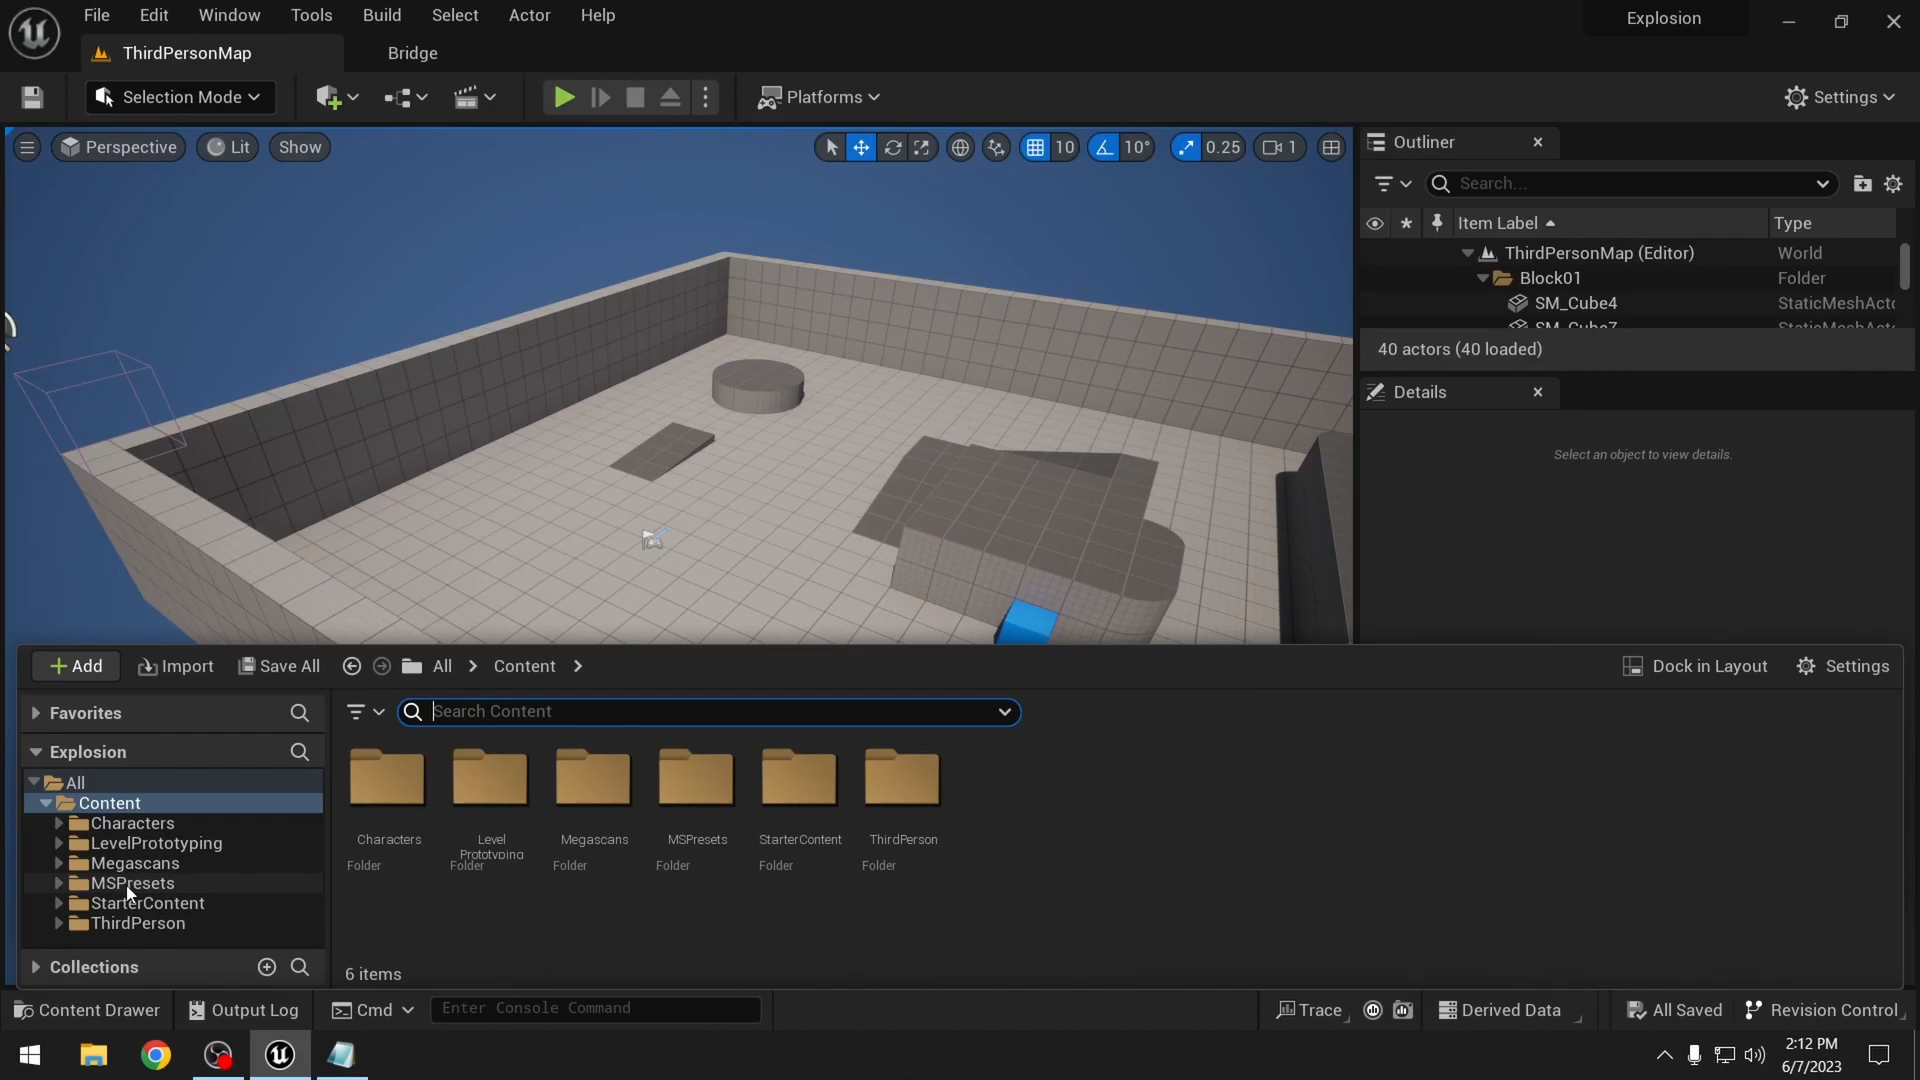 File Edit Window Tools Build Select Actor Help
Explosion
ThirdPersonMap
Bridge
Selection Mode
Platforms
Settings
Perspective
Lit
Show
10
10°
0.25
1
Outliner
Search...
Item Label
Type
ThirdPersonMap (Editor)
World
Block01
Folder
SM_Cube4
StaticMeshActo
SM_Cube7
StaticMeshActo
40 actors (40 loaded)
Details
Select an object to view details.
Add
Import
Save All
All
Content
Dock in Layout
Settings
Favorites
Search Content
Explosion
All
Content
Characters
LevelPrototyping
Megascans
MSPresets
StarterContent
ThirdPerson
Characters
Folder
Level
Prototyping
Folder
Megascans
Folder
MSPresets
Folder
StarterContent
Folder
ThirdPerson
Folder
Collections
6 items
Content Drawer
Output Log
Cmd
Enter Console Command
Trace
Derived Data
All Saved
Revision Control
2:12 PM
6/7/2023